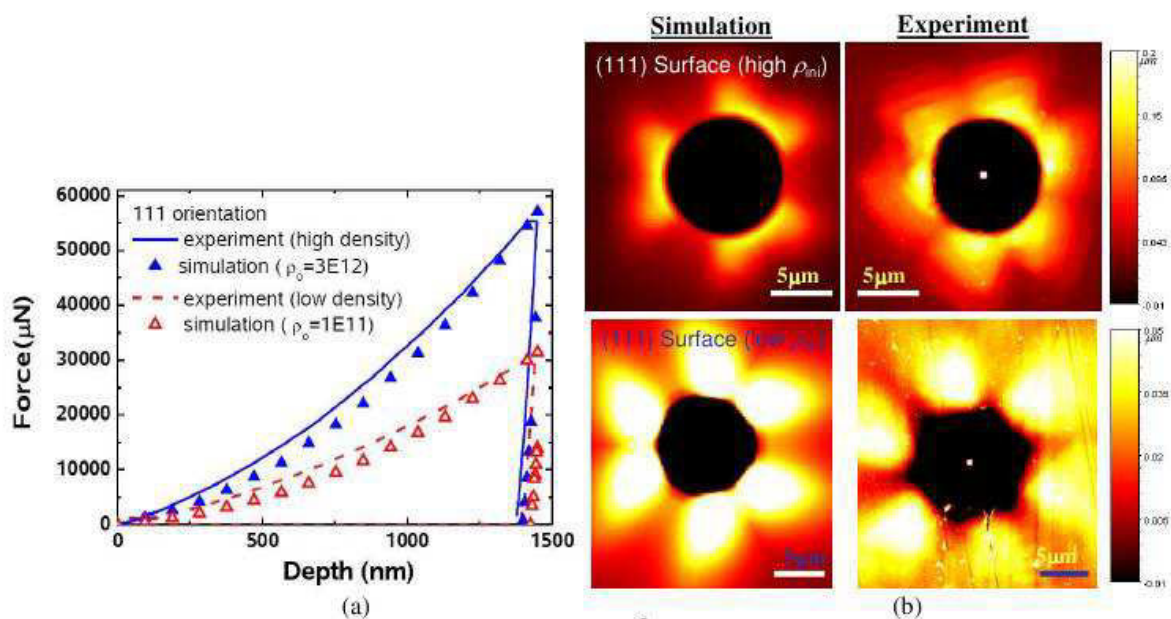 Simulation
Experiment
(111) Surface (high ρini)
5μm
5μm
0.2
μm
0.15
0.095
-0.01
60000
50000
40000
30000
20000
10000
0
Force(μN)
111 orientation
experiment (high density)
simulation (ρo=3E12)
experiment (low density)
simulation (ρo=1E11)
0
500
1000
1500
Depth (nm)
(a)
(111) Surface (low
5μm
5μm
0.05
μm
0.035
0.02
0.005
-0.01
(b)